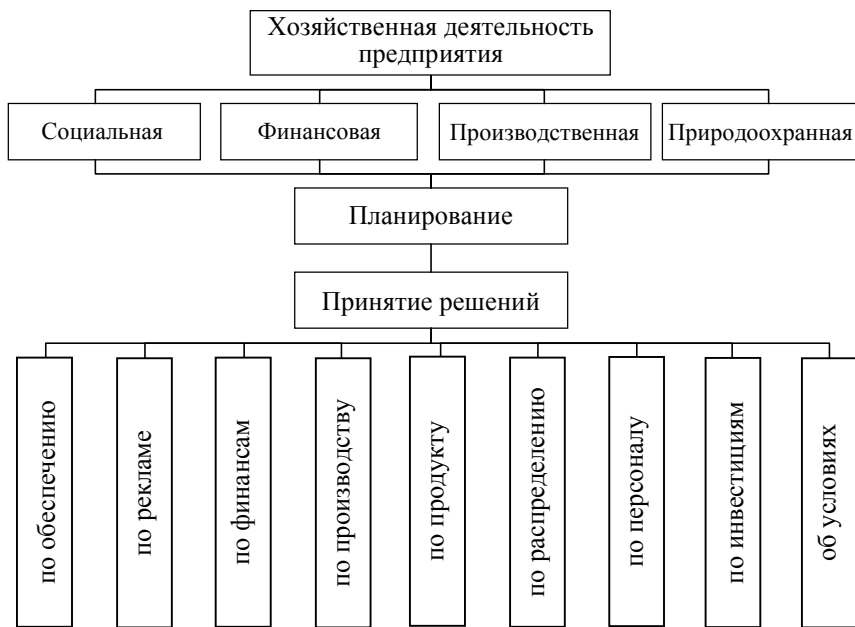 Хозяйственная деятельность
предприятия
Социальная
Финансовая
Производственная
Природоохранная
Планирование
Принятие решений
по обеспечению
по рекламе
по финансам
по производству
по продукту
по распределению
по персоналу
по инвестициям
об условиях